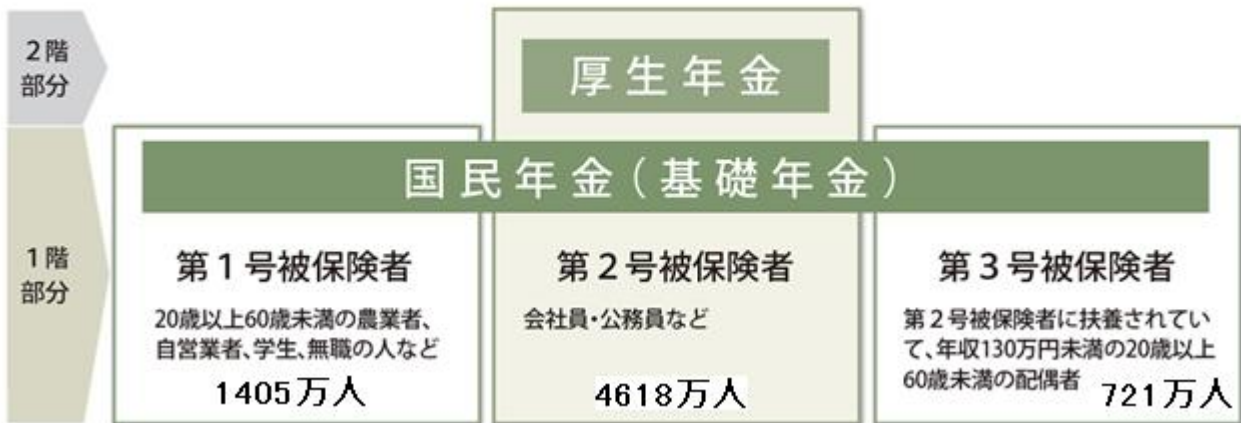 2階
部分
厚生年金
国民年金(基礎年金)
1階
部分
第1号被保険者
20歳以上60歳未満の農業者、
自営業者、学生、無職の人など
1405万人
第2号被保険者
会社員・公務員など
4618万人
第3号被保険者
第2号被保険者に扶養されてい
て、年収130万円未満の20歳以上
60歳未満の配偶者
721万人